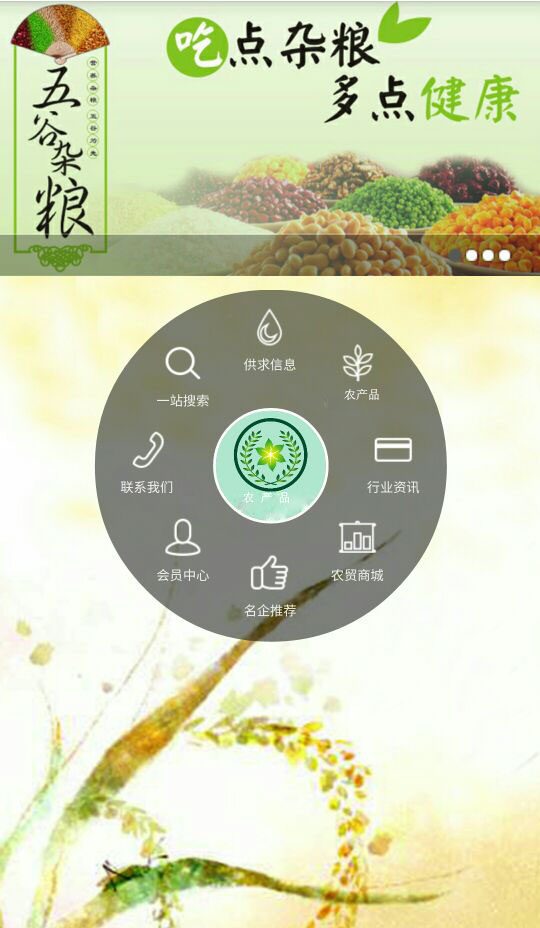 吃点杂粮
多点健康
五谷杂粮
营养杂粮 五谷为先
供求信息
一站搜索
农产品
联系我们
行业资讯
农产品
会员中心
农贸商城
名企推荐